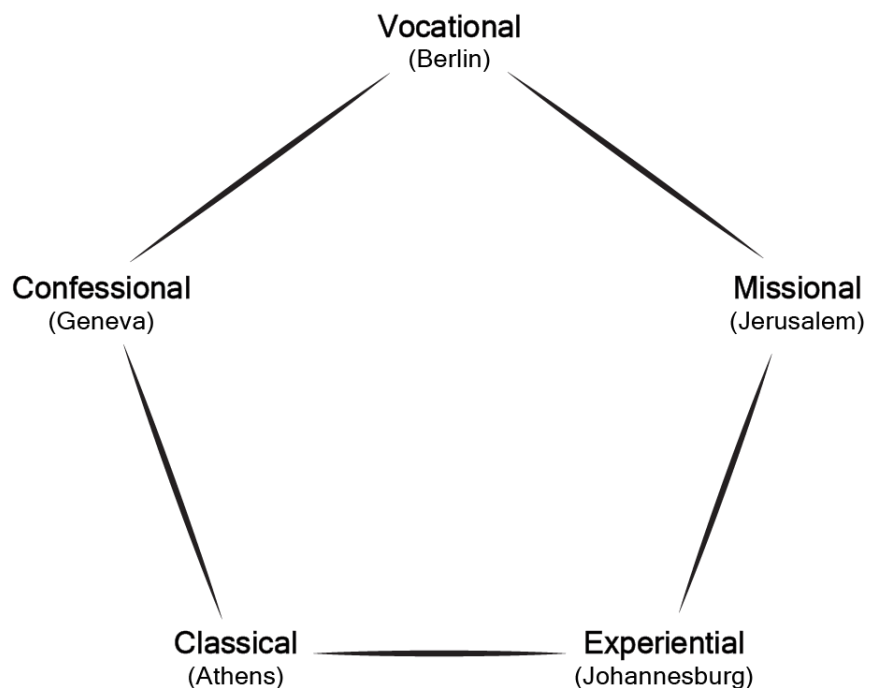 Vocational
(Berlin)
Confessional
(Geneva)
Missional
(Jerusalem)
Classical
(Athens)
Experiential
(Johannesburg)